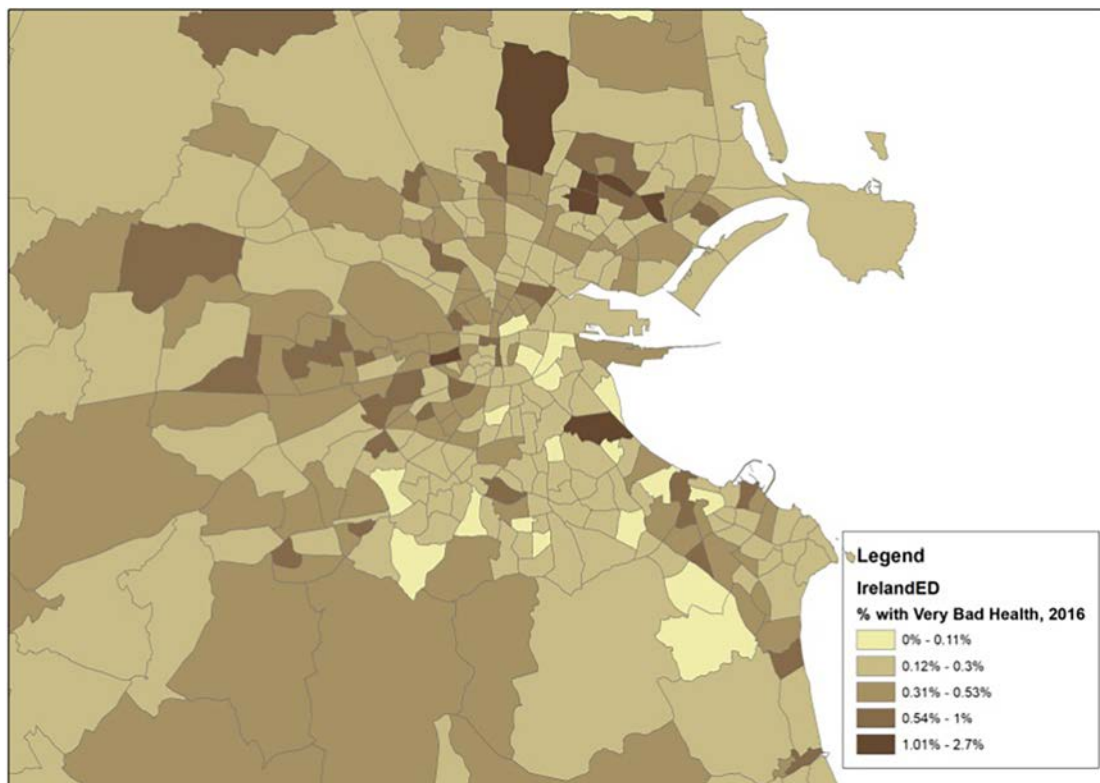 Legend
IrelandED
% with Very Bad Health, 2016
0% - 0.11%
0.12% - 0.3%
0.31% - 0.53%
0.54% - 1%
1.01% - 2.7%